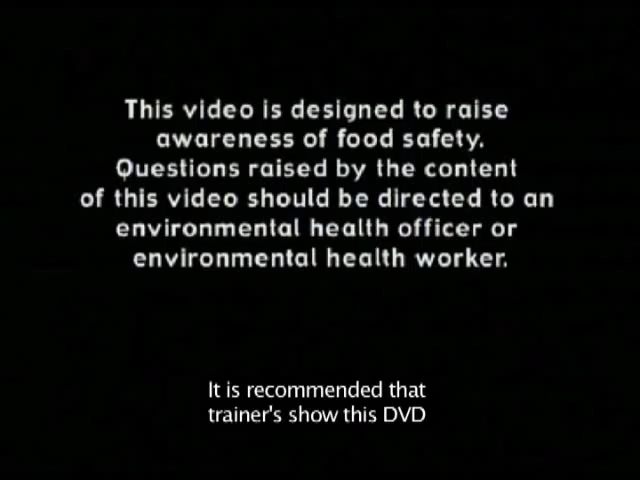 This video is designed to raise
awareness of food safety.
Questions raised by the content
of this video should be directed to an
environmental health officer or
environmental health worker.
It is recommended that
trainer's show this DVD